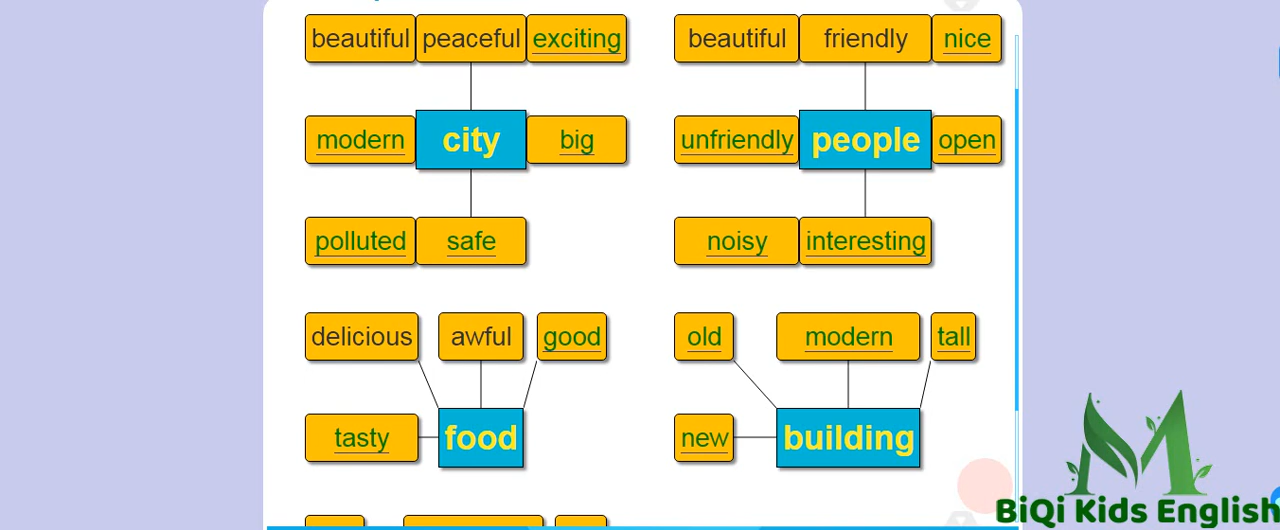 beautiful peaceful exciting
modern city big
polluted safe
beautiful friendly nice
unfriendly people open
noisy interesting
delicious awful good
tasty food
old modern tall
new building
BiQi Kids English